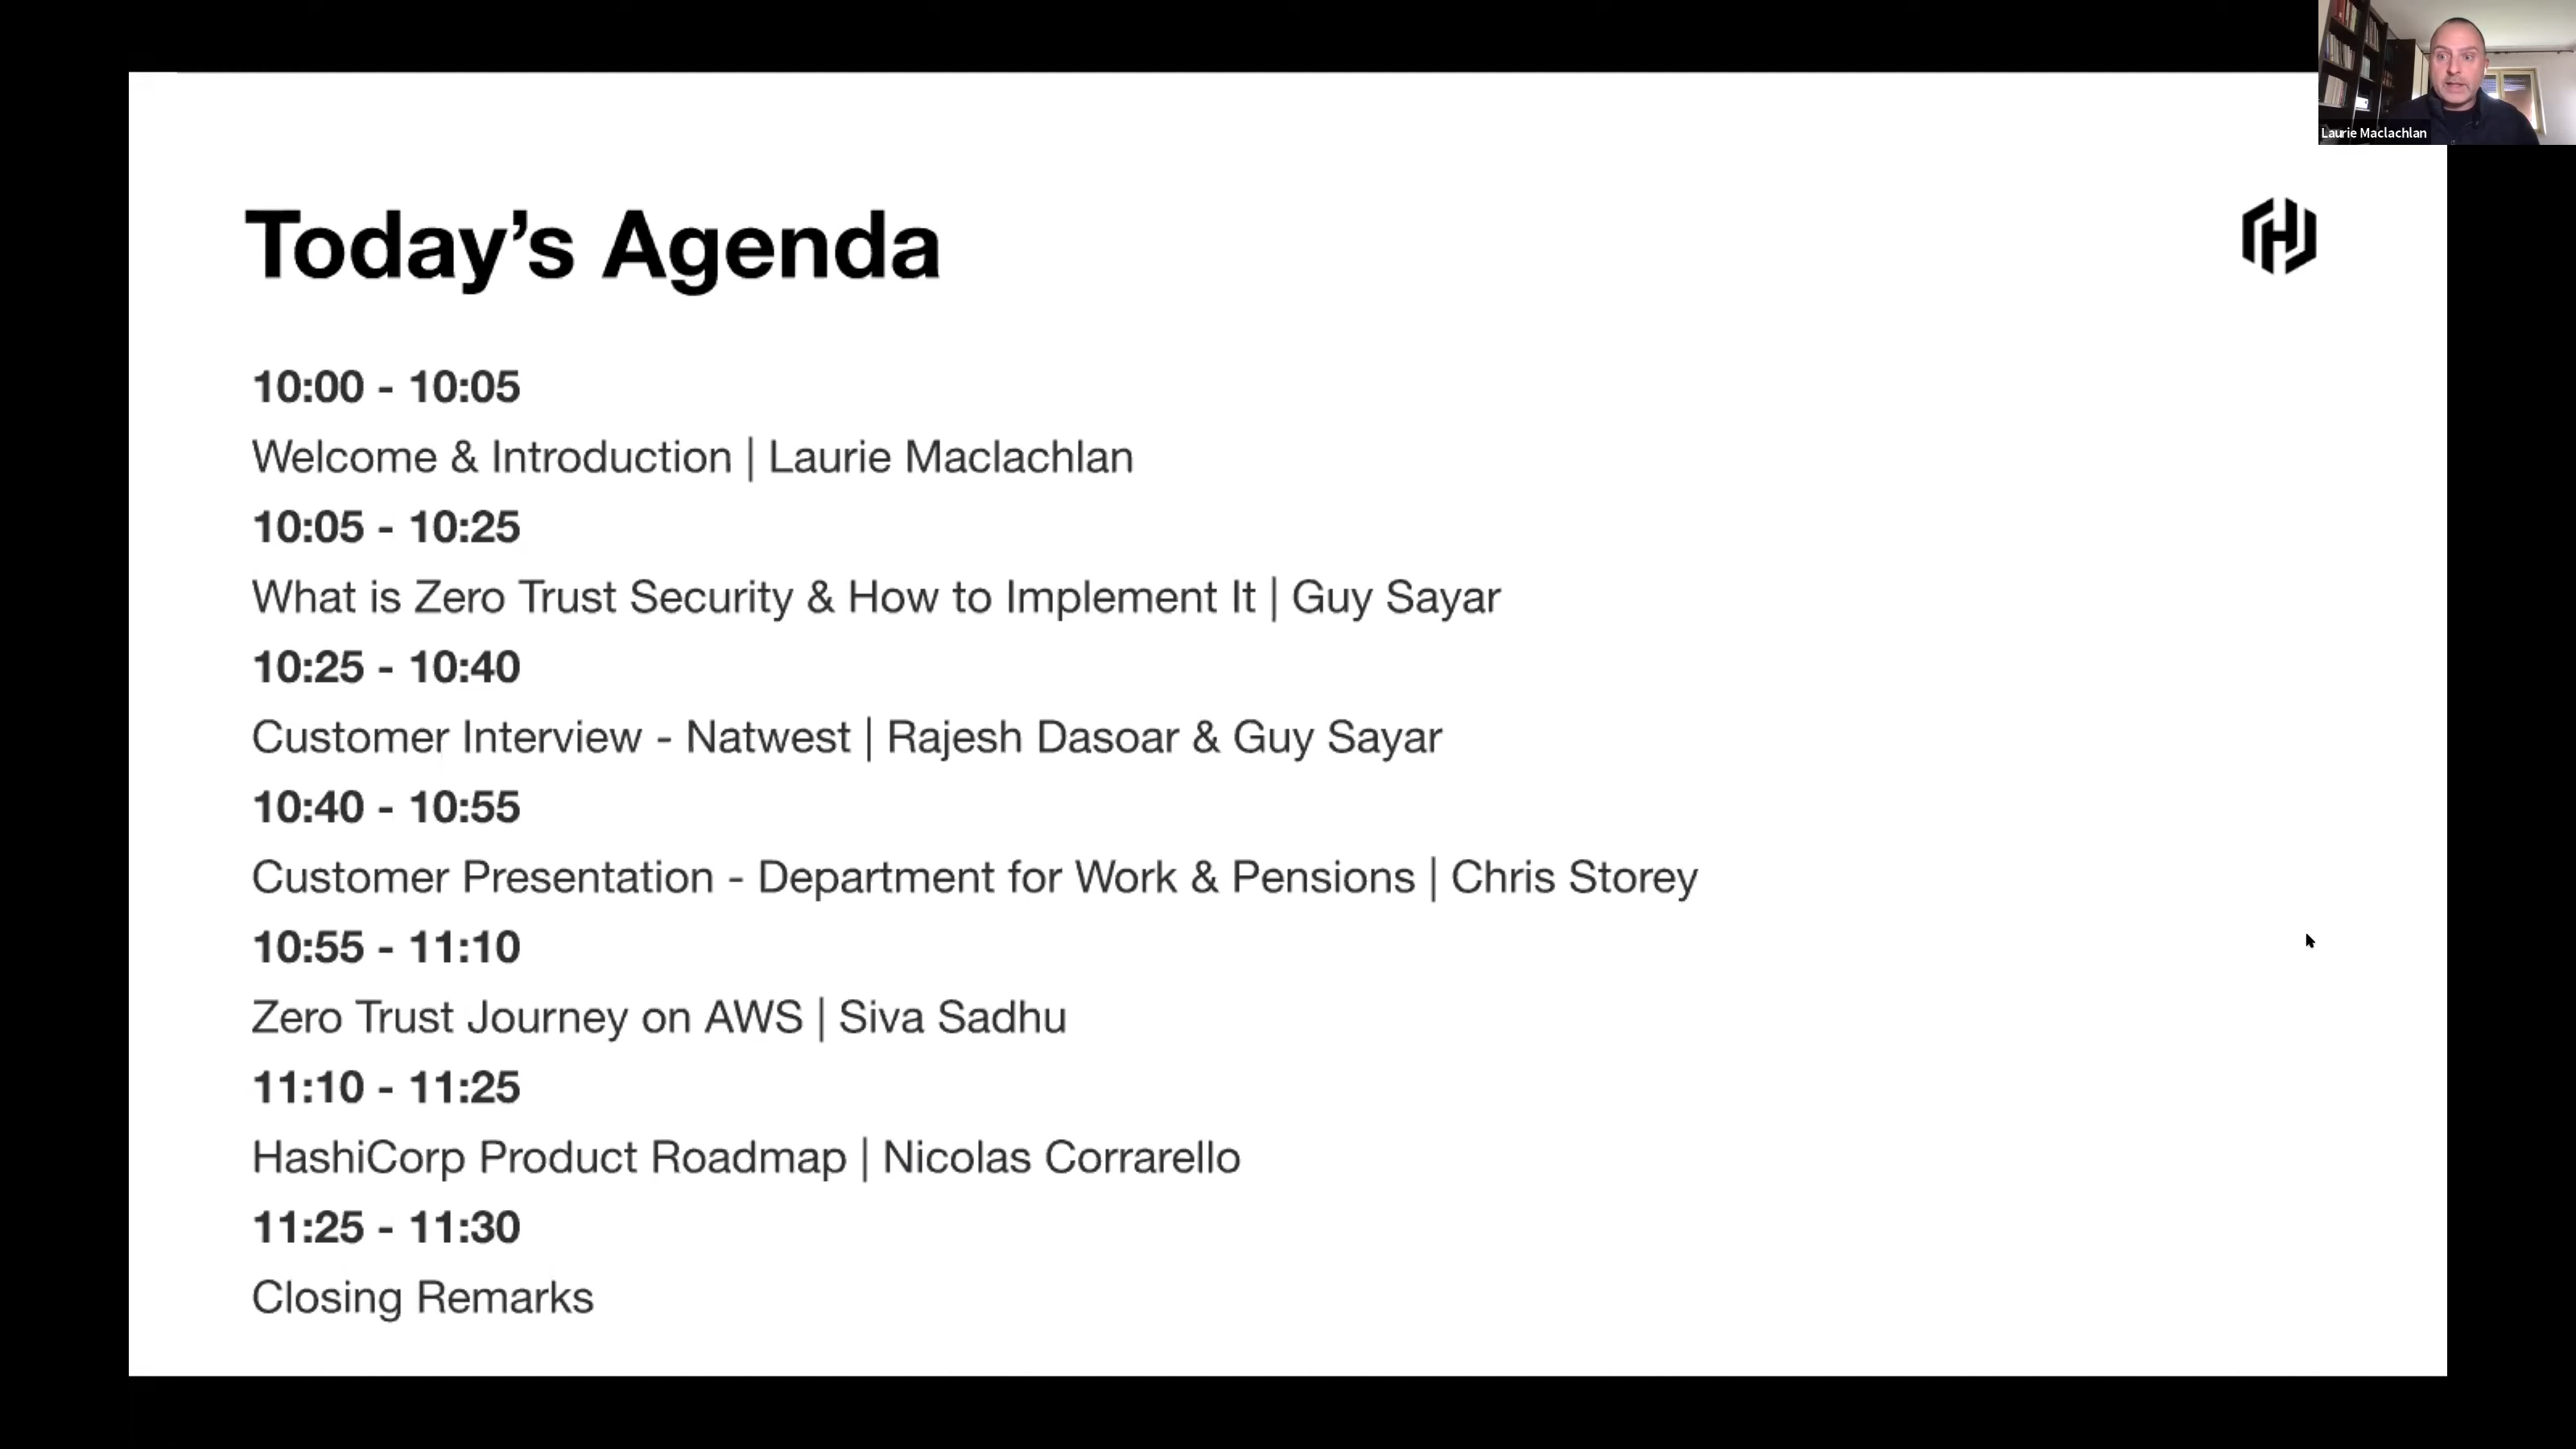 Laurie Maclachlan
Today’s Agenda
10:00 - 10:05
Welcome & Introduction | Laurie Maclachlan
10:05 - 10:25
What is Zero Trust Security & How to Implement It | Guy Sayar
10:25 - 10:40
Customer Interview - Natwest | Rajesh Dasoar & Guy Sayar
10:40 - 10:55
Customer Presentation - Department for Work & Pensions | Chris Storey
10:55 - 11:10
Zero Trust Journey on AWS | Siva Sadhu
11:10 - 11:25
HashiCorp Product Roadmap | Nicolas Corrarello
11:25 - 11:30
Closing Remarks